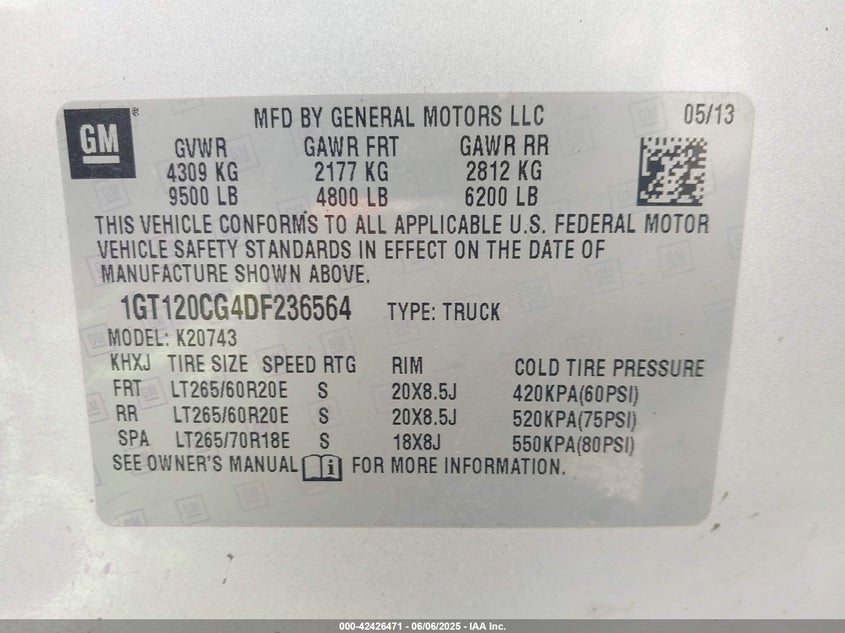 GM
MFD BY GENERAL MOTORS LLC 05/13
GVWR GAWR FRT GAWR RR
4309 KG 2177 KG 2812 KG
9500 LB 4800 LB 6200 LB
THIS VEHICLE CONFORMS TO ALL APPLICABLE U.S. FEDERAL MOTOR
VEHICLE SAFETY STANDARDS IN EFFECT ON THE DATE OF
MANUFACTURE SHOWN ABOVE.
1GT120CG4DF236564 TYPE: TRUCK
MODEL: K20743
KHXJ TIRE SIZE SPEED RTG RIM COLD TIRE PRESSURE
FRT LT265/60R20E S 20X8.5J 420KPA(60PSI)
RR LT265/60R20E S 20X8.5J 520KPA(75PSI)
SPA LT265/70R18E S 18X8J 550KPA(80PSI)
SEE OWNER'S MANUAL i FOR MORE INFORMATION.
000-42426471 - 06/06/2025 - IAA Inc.